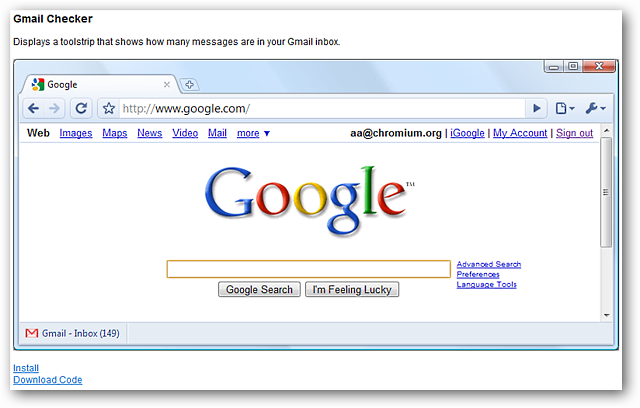 Gmail Checker
Displays a toolstrip that shows how many messages are in your Gmail inbox.
Google
http://www.google.com/
Web Images Maps News Video Mail more ▼ aa@chromium.org | iGoogle | My Account | Sign out
Google™
Advanced Search
Preferences
Language Tools
Google Search I'm Feeling Lucky
Gmail - Inbox (149)
Install
Download Code